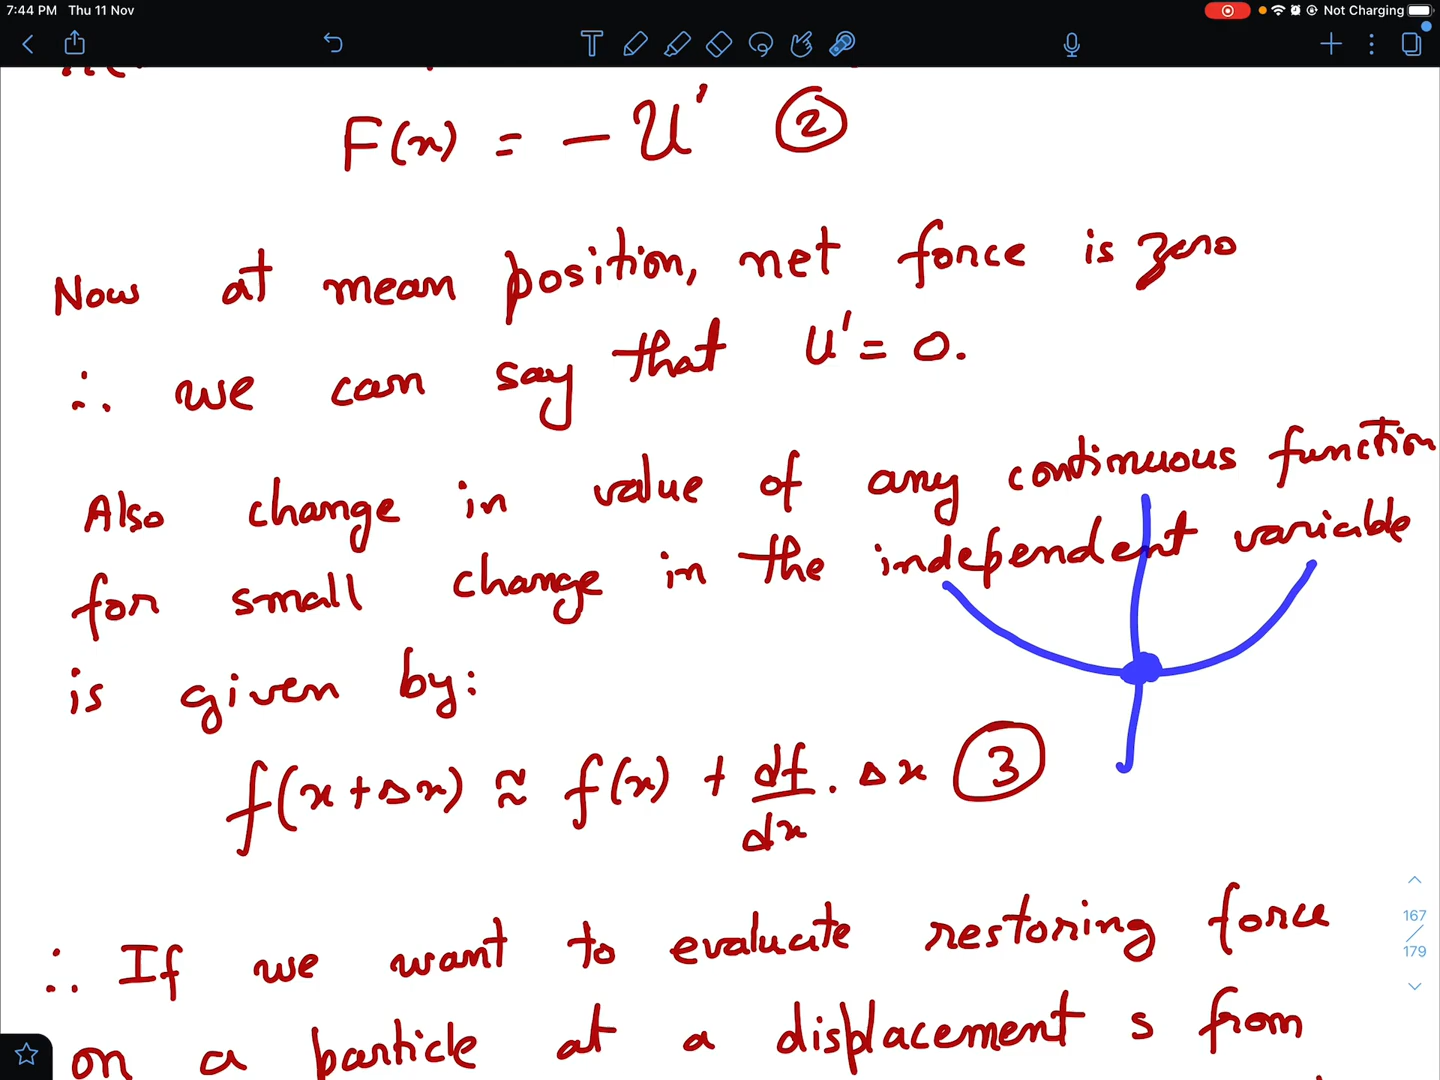 7:44 PM Thu 11 Nov
Not Charging
F(x) = - U' ②
Now at mean position, net force is zero
∴ we can say that U' = 0.
Also change in value of any continuous function
for small change in the independent variable
is given by:
f(x+Δx) ≈ f(x) + df/dx . Δx ③
167
179
∴ If we want to evaluate restoring force
on a particle at a displacement s from